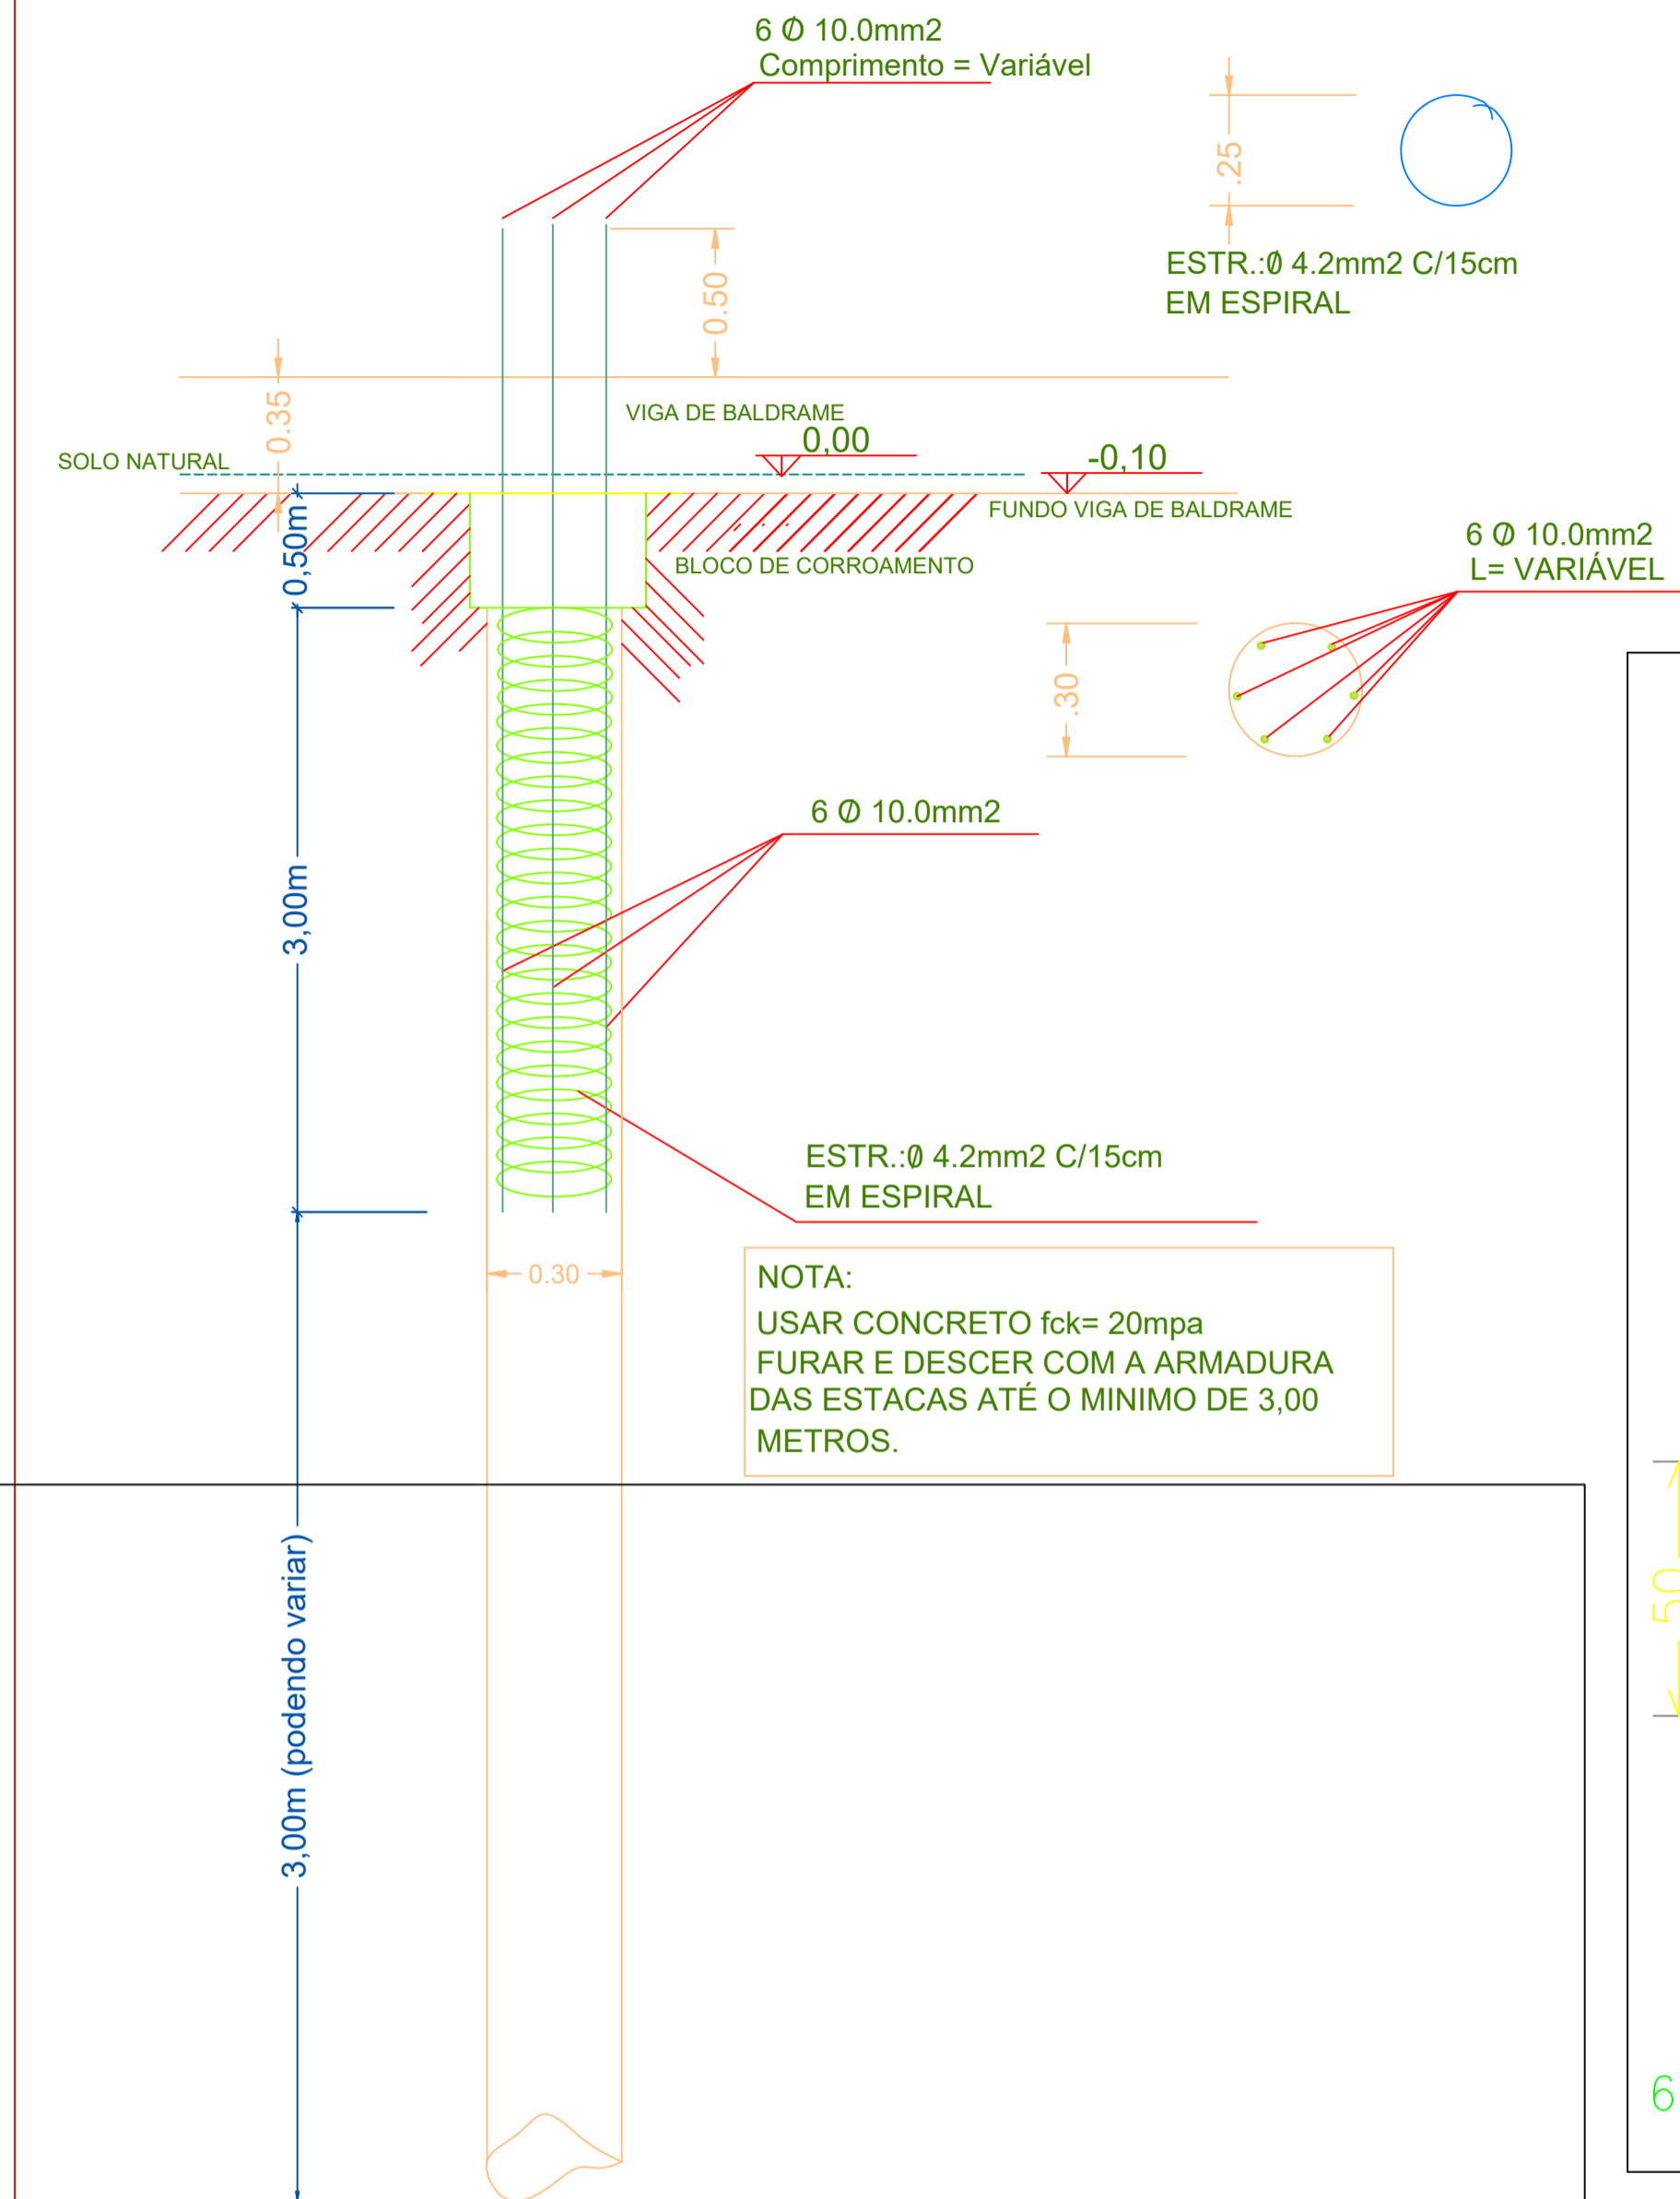 6 Ø 10.0mm2
Comprimento = Variável
.25
ESTR.:Ø 4.2mm2 C/15cm
EM ESPIRAL
0.50
0.35
VIGA DE BALDRAME
0,00
-0,10
SOLO NATURAL
FUNDO VIGA DE BALDRAME
0,50m
BLOCO DE CORROAMENTO
6 Ø 10.0mm2
L= VARIÁVEL
.30
6 Ø 10.0mm2
3,00m
ESTR.:Ø 4.2mm2 C/15cm
EM ESPIRAL
0.30
NOTA:
USAR CONCRETO fck= 20mpa
FURAR E DESCER COM A ARMADURA
DAS ESTACAS ATÉ O MINIMO DE 3,00
METROS.
3,00m (podendo variar)
50
6